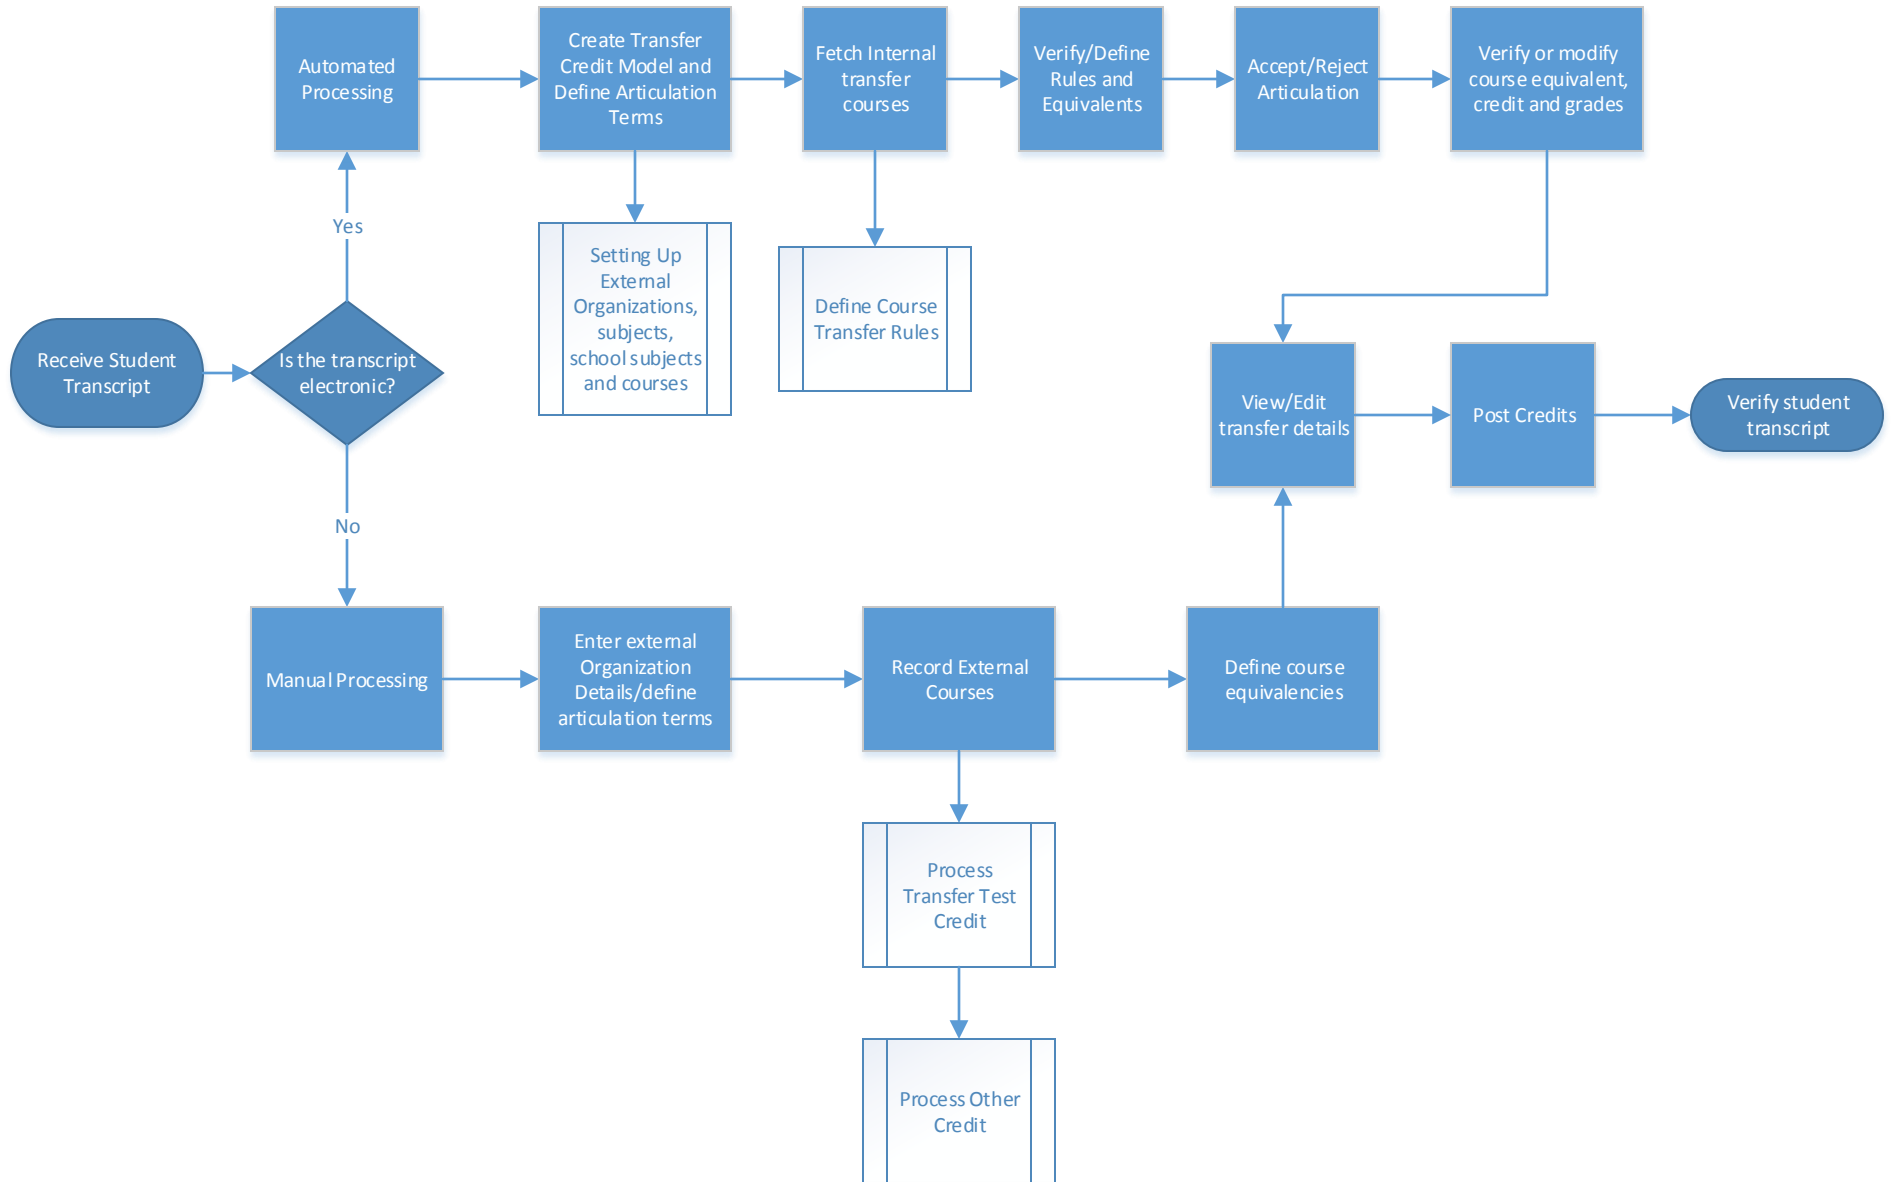 Automated
Processing
Create Transfer
Credit Model and
Define Articulation
Terms
Fetch Internal
transfer
courses
Verify/Define
Rules and
Equivalents
Accept/Reject
Articulation
Verify or modify
course equivalent,
credit and grades
Yes
Setting Up
External
Organizations,
subjects,
school subjects
and courses
Define Course
Transfer Rules
Receive Student
Transcript
Is the transcript
electronic?
View/Edit
transfer details
Post Credits
Verify student
transcript
No
Manual Processing
Enter external
Organization
Details/define
articulation terms
Record External
Courses
Define course
equivalencies
Process
Transfer Test
Credit
Process Other
Credit